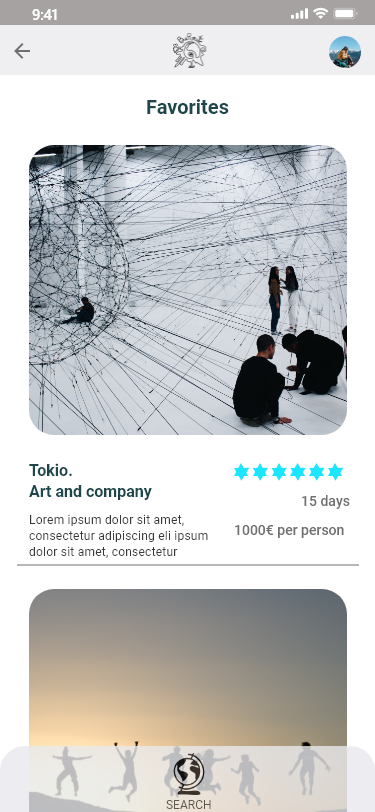 9:41
Favorites
Tokio.
Art and company
15 days
Lorem ipsum dolor sit amet,
consectetur adipiscing eli ipsum
dolor sit amet, consectetur
1000€ per person
SEARCH